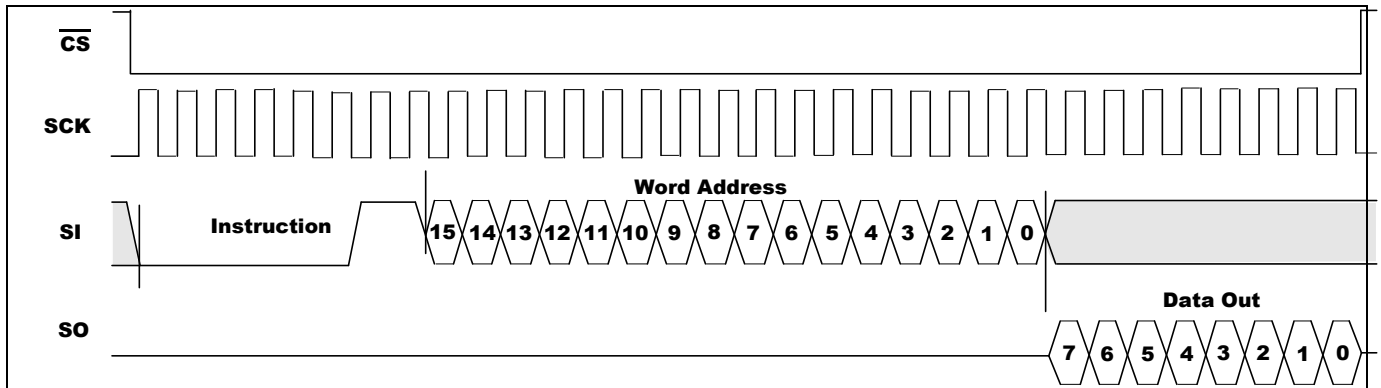 CS
SCK
Word Address
SI
Instruction
15 14 13 12 11 10 9 8 7 6 5 4 3 2 1 0
Data Out
SO
7 6 5 4 3 2 1 0